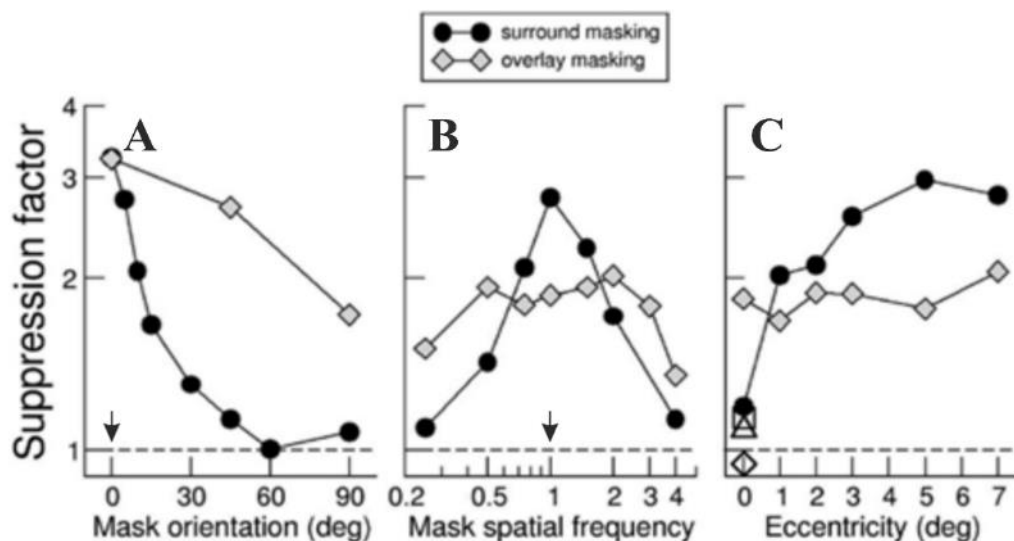 surround masking
overlay masking
A
B
C
Suppression factor
4
3
2
1
0 30 60 90
0.2 0.5 1 2 3 4
0 1 2 3 5 6 7
Mask orientation (deg)
Mask spatial frequency
Eccentricity (deg)